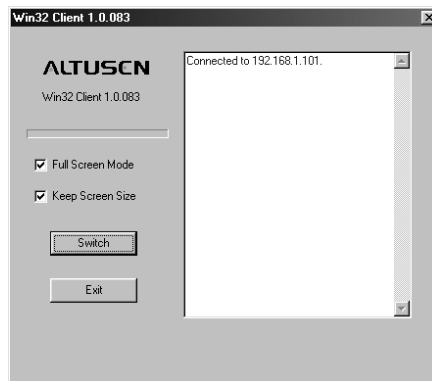 Win32 Client 1.0.083
ALTUSEN
Win32 Client 1.0.083
Full Screen Mode
Keep Screen Size
Switch
Exit
Connected to 192.168.1.101.